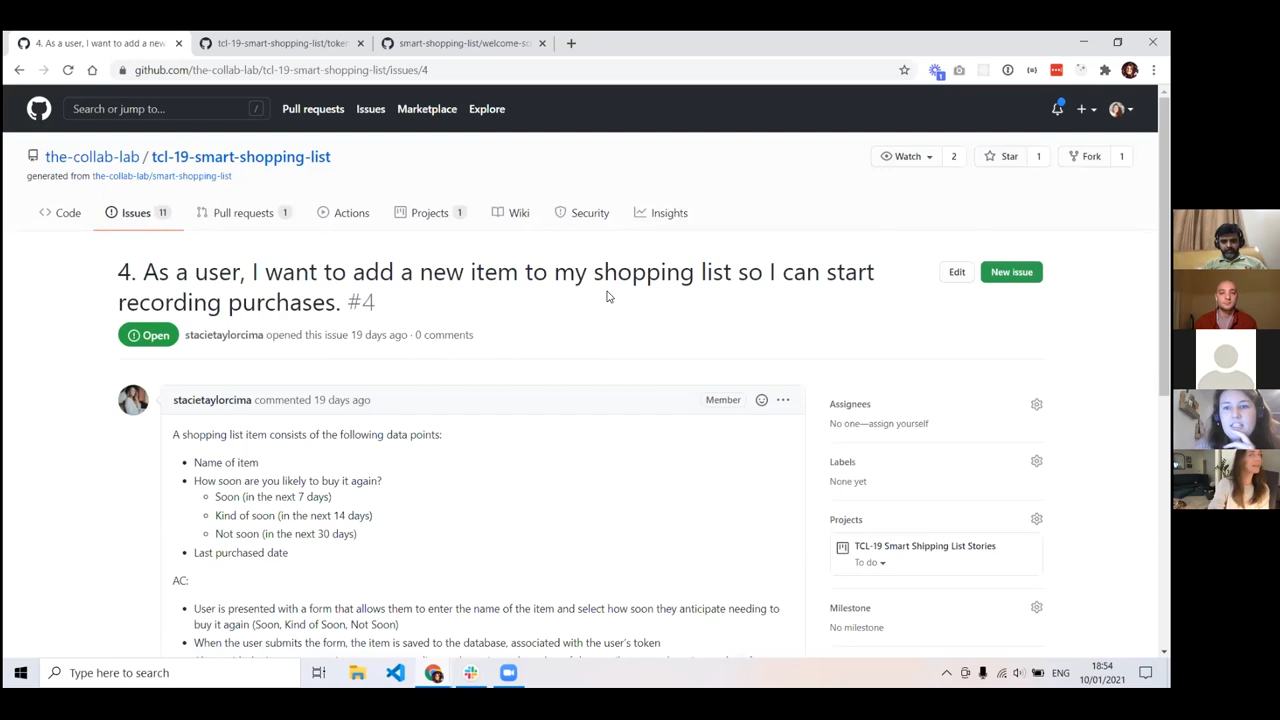 4. As a user, I want to add a new
tcl-19-smart-shopping-list/token
smart-shopping-list/welcome-sc
github.com/the-collab-lab/tcl-19-smart-shopping-list/issues/4
Search or jump to...
/
Pull requests
Issues
Marketplace
Explore
the-collab-lab / tcl-19-smart-shopping-list
Watch 2
Star 1
Fork 1
generated from the-collab-lab/smart-shopping-list
Code
Issues 11
Pull requests 1
Actions
Projects 1
Wiki
Security
Insights
4. As a user, I want to add a new item to my shopping list so I can start
recording purchases. #4
Edit
New issue
Open
stacietaylorcima opened this issue 19 days ago · 0 comments
stacietaylorcima commented 19 days ago
Member
A shopping list item consists of the following data points:
Name of item
How soon are you likely to buy it again?
Soon (in the next 7 days)
Kind of soon (in the next 14 days)
Not soon (in the next 30 days)
Last purchased date
AC:
User is presented with a form that allows them to enter the name of the item and select how soon they anticipate needing to
buy it again (Soon, Kind of Soon, Not Soon)
When the user submits the form, the item is saved to the database, associated with the user's token
Assignees
No one—assign yourself
Labels
None yet
Projects
TCL-19 Smart Shipping List Stories
To do
Milestone
No milestone
Type here to search
ENG
18:54
10/01/2021